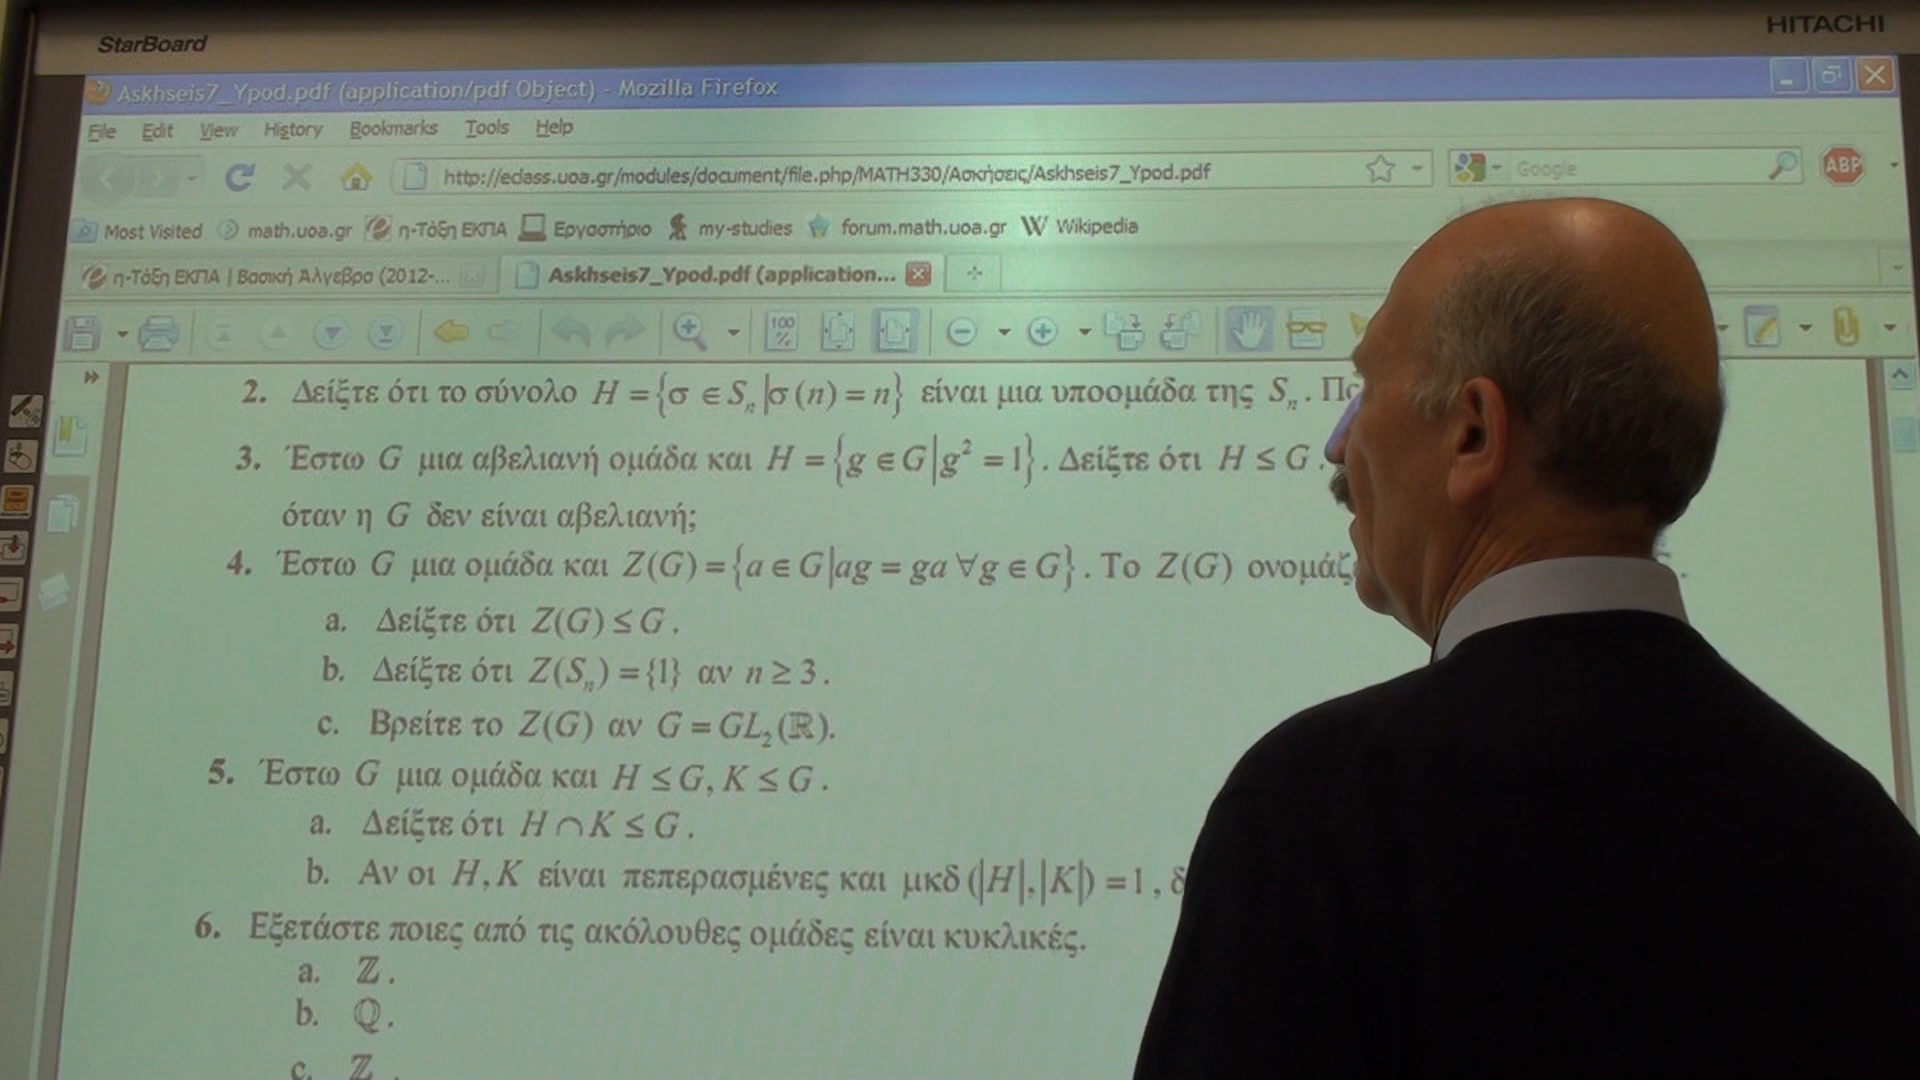 StarBoard
HITACHI
Askhseis7_Ypod.pdf (application/pdf Object) - Mozilla Firefox
File Edit View History Bookmarks Tools Help
http://eclass.uoa.gr/modules/document/file.php/MATH330/Ασκήσεις/Askhseis7_Ypod.pdf
Google
ABP
Most Visited math.uoa.gr η-Τάξη ΕΚΠΑ Εργαστήριο my-studies forum.math.uoa.gr W Wikipedia
η-Τάξη ΕΚΠΑ | Βασική Άλγεβρα (2012-... Askhseis7_Ypod.pdf (application...
100 %
2. Δείξτε ότι το σύνολο H = {σ ∈ Sₙ |σ(n) = n} είναι μια υποομάδα της Sₙ.
3. Έστω G μια αβελιανή ομάδα και H = {g ∈ G|g² = 1}. Δείξτε ότι H ≤ G.
όταν η G δεν είναι αβελιανή;
4. Έστω G μια ομάδα και Z(G) = {a ∈ G|ag = ga ∀g ∈ G}. Το Z(G)
a. Δείξτε ότι Z(G) ≤ G.
b. Δείξτε ότι Z(Sₙ) = {1} αν n ≥ 3.
c. Βρείτε το Z(G) αν G = GL₂(ℝ).
5. Έστω G μια ομάδα και H ≤ G, K ≤ G.
a. Δείξτε ότι H ∩ K ≤ G.
b. Αν οι H, K είναι πεπερασμένες και μκδ(|H|,|K|) = 1,
6. Εξετάστε ποιες από τις ακόλουθες ομάδες είναι κυκλικές.
a. ℤ.
b. ℚ.
c. ℤ